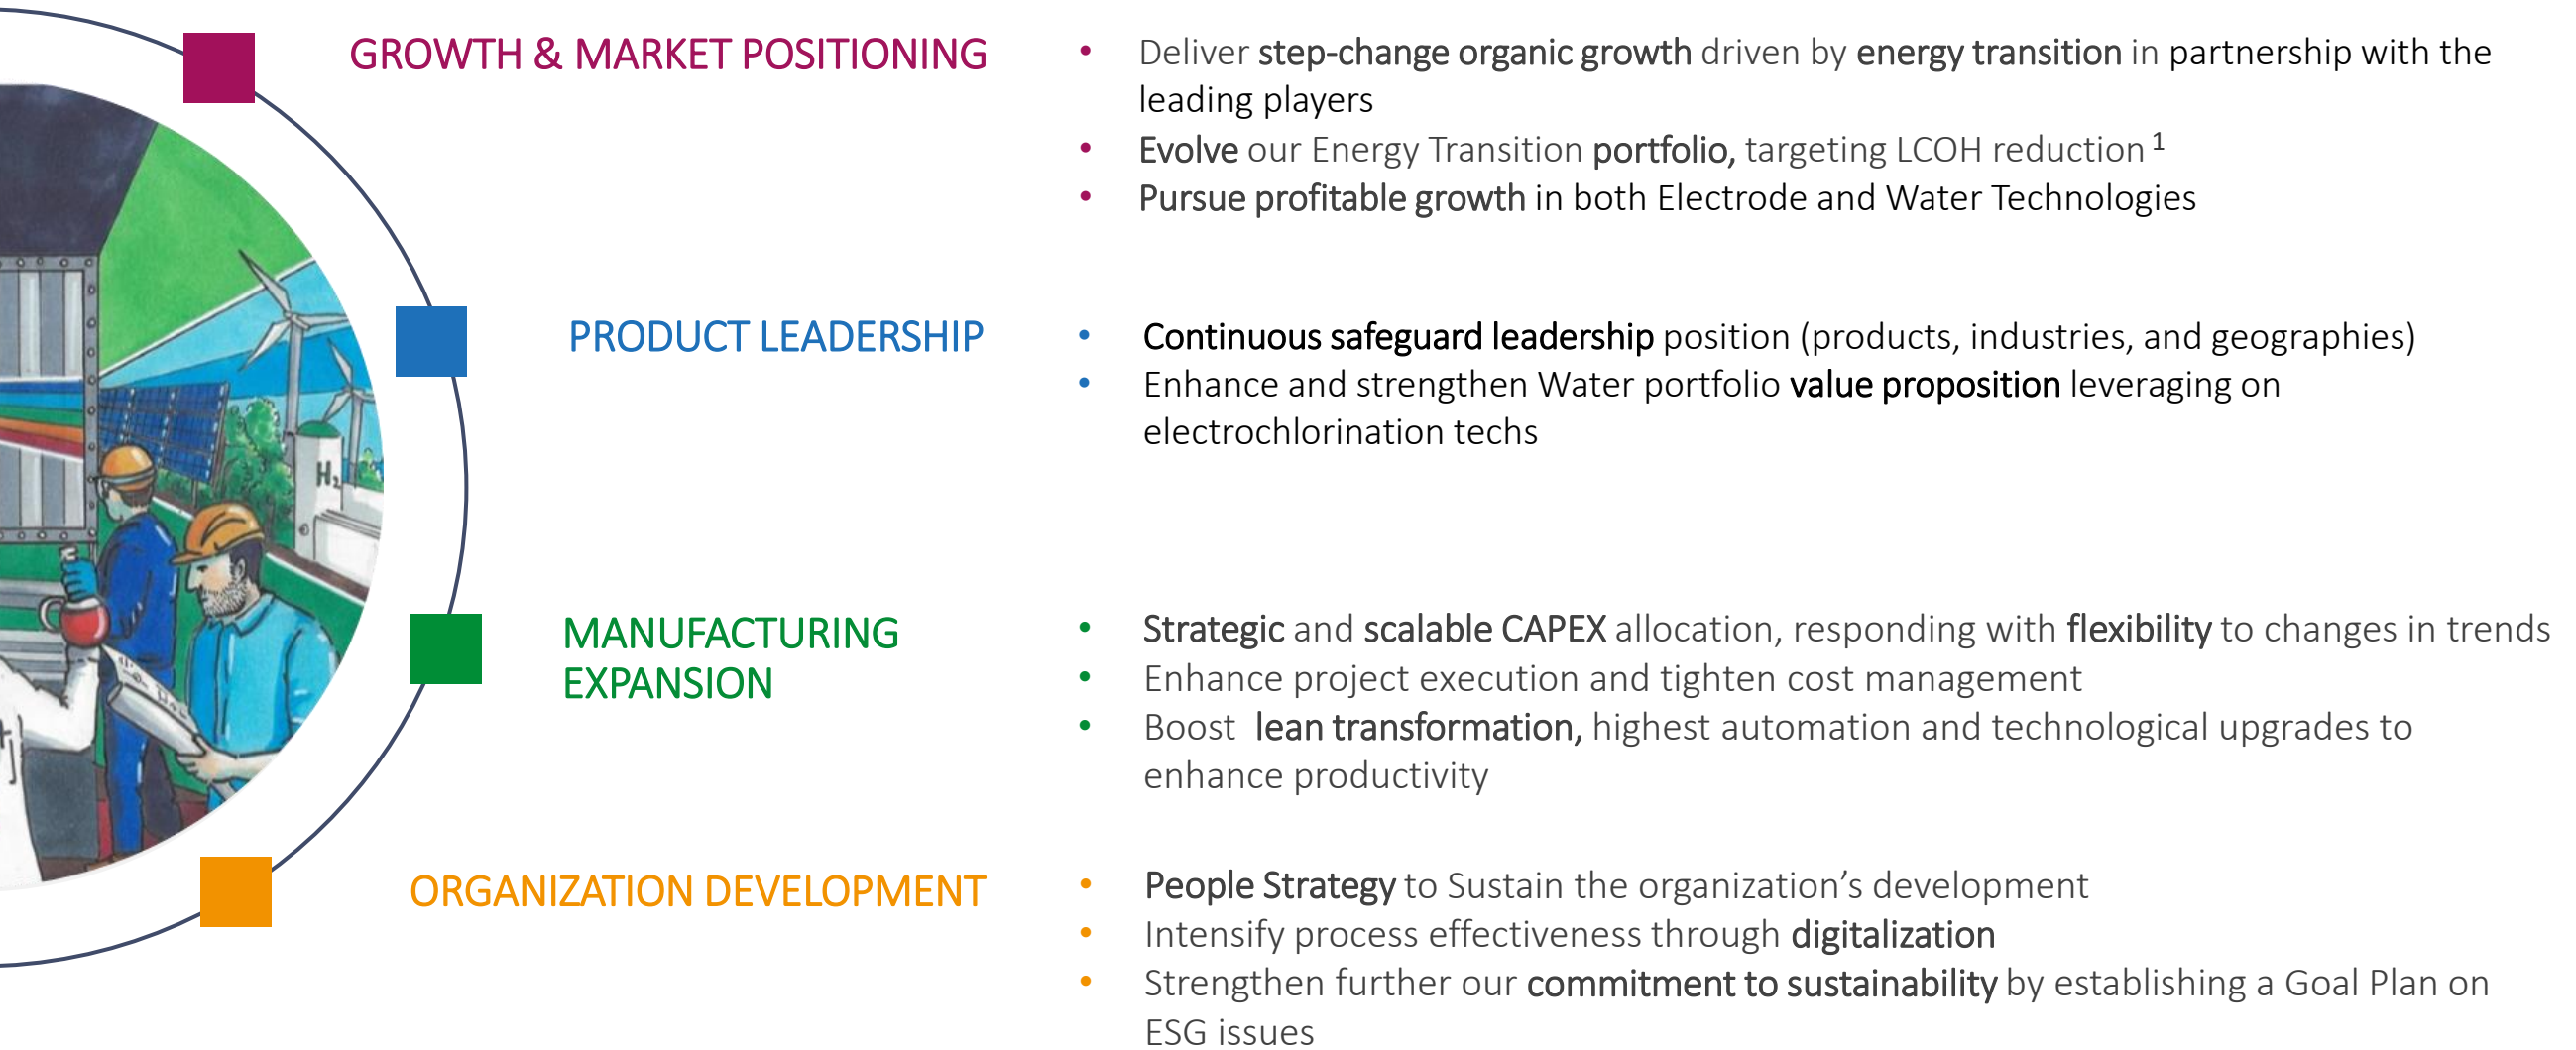 GROWTH & MARKET POSITIONING
• Deliver step-change organic growth driven by energy transition in partnership with the
leading players
• Evolve our Energy Transition portfolio, targeting LCOH reduction ¹
• Pursue profitable growth in both Electrode and Water Technologies
PRODUCT LEADERSHIP
• Continuous safeguard leadership position (products, industries, and geographies)
• Enhance and strengthen Water portfolio value proposition leveraging on
electrochlorination techs
H₂
MANUFACTURING
EXPANSION
• Strategic and scalable CAPEX allocation, responding with flexibility to changes in trends
• Enhance project execution and tighten cost management
• Boost  lean transformation, highest automation and technological upgrades to
enhance productivity
ORGANIZATION DEVELOPMENT
• People Strategy to Sustain the organization’s development
• Intensify process effectiveness through digitalization
• Strengthen further our commitment to sustainability by establishing a Goal Plan on
ESG issues